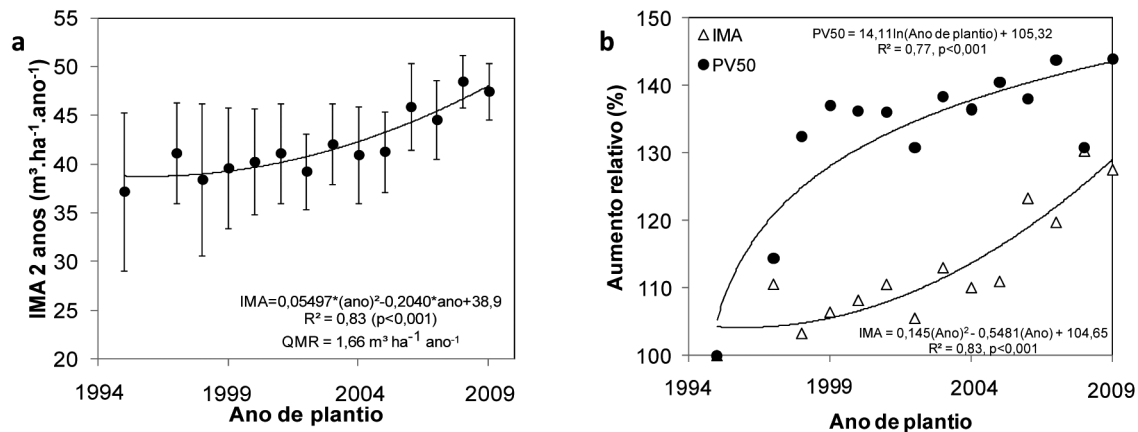 a
IMA 2 anos (m³.ha⁻¹.ano⁻¹)
55
50
45
40
35
30
25
20
IMA=0,05497*(ano)²-0,2040*ano+38,9
R² = 0,83 (p<0,001)
QMR = 1,66 m³ ha⁻¹ ano⁻¹
1994
1999
2004
2009
Ano de plantio
b
Aumento relativo (%)
150
140
130
120
110
100
IMA
PV50
PV50 = 14,11ln(Ano de plantio) + 105,32
R² = 0,77, p<0,001
IMA = 0,145(Ano)² - 0,5481(Ano) + 104,65
R² = 0,83, p<0,001
1994
1999
2004
2009
Ano de plantio